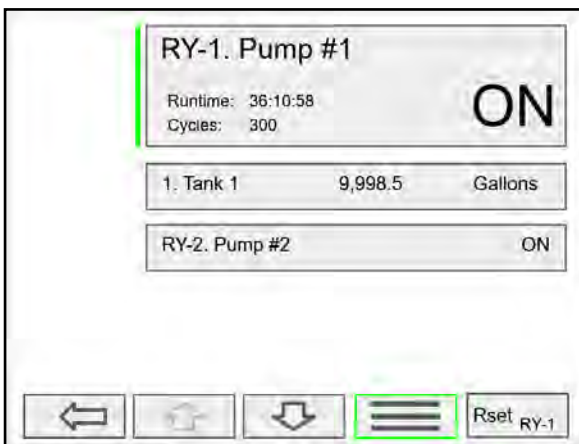 RY-1. Pump #1
Runtime: 36:10:58
Cycles: 300
ON
1. Tank 1 9,998.5 Gallons
RY-2. Pump #2 ON
Rset RY-1